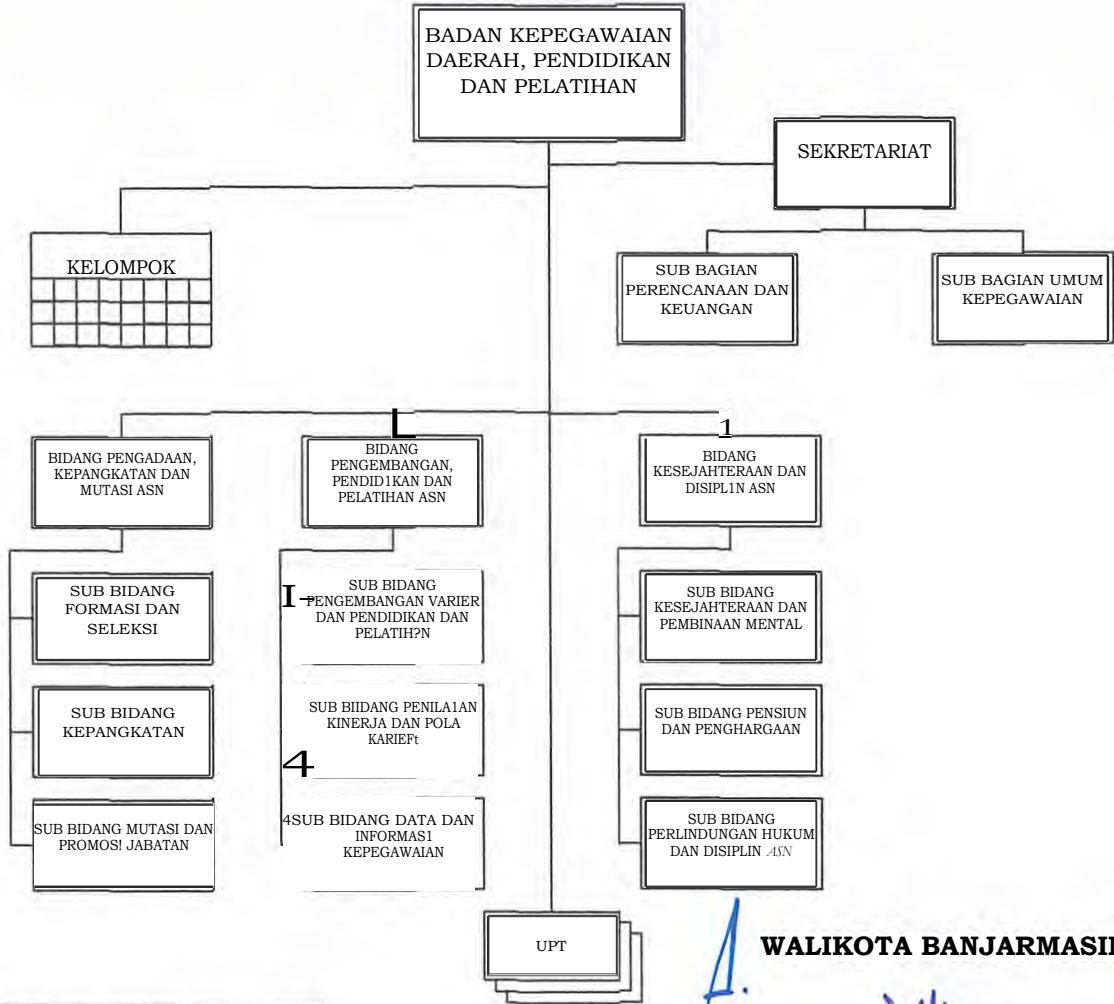 BADAN KEPEGAWAIAN
DAERAH, PENDIDIKAN
DAN PELATIHAN
SEKRETARIAT
KELOMPOK
SUB BAGIAN
PERENCANAAN DAN
KEUANGAN
SUB BAGIAN UMUM
KEPEGAWAIAN
L
1
BIDANG PENGADAAN,
KEPANGKATAN DAN
MUTASI ASN
BIDANG
PENGEMBANGAN,
PENDID1KAN DAN
PELATIHAN ASN
BIDANG
KESEJAHTERAAN DAN
DISIPL1N ASN
SUB BIDANG
FORMASI DAN
SELEKSI
I-
SUB BIDANG
PENGEMBANGAN VARIER
DAN PENDIDIKAN DAN
PELATIH?N
SUB BIDANG
KESEJAHTERAAN DAN
PEMBINAAN MENTAL
SUB BIDANG
KEPANGKATAN
SUB BIIDANG PENILA1AN
KINERJA DAN POLA
KARIEFt
4
SUB BIDANG PENSIUN
DAN PENGHARGAAN
SUB BIDANG MUTASI DAN
PROMOS! JABATAN
4SUB BIDANG DATA DAN
INFORMAS1
KEPEGAWAIAN
SUB BIDANG
PERLINDUNGAN HUKUM
DAN DISIPLIN ASN
UPT
WALIKOTA BANJARMASI